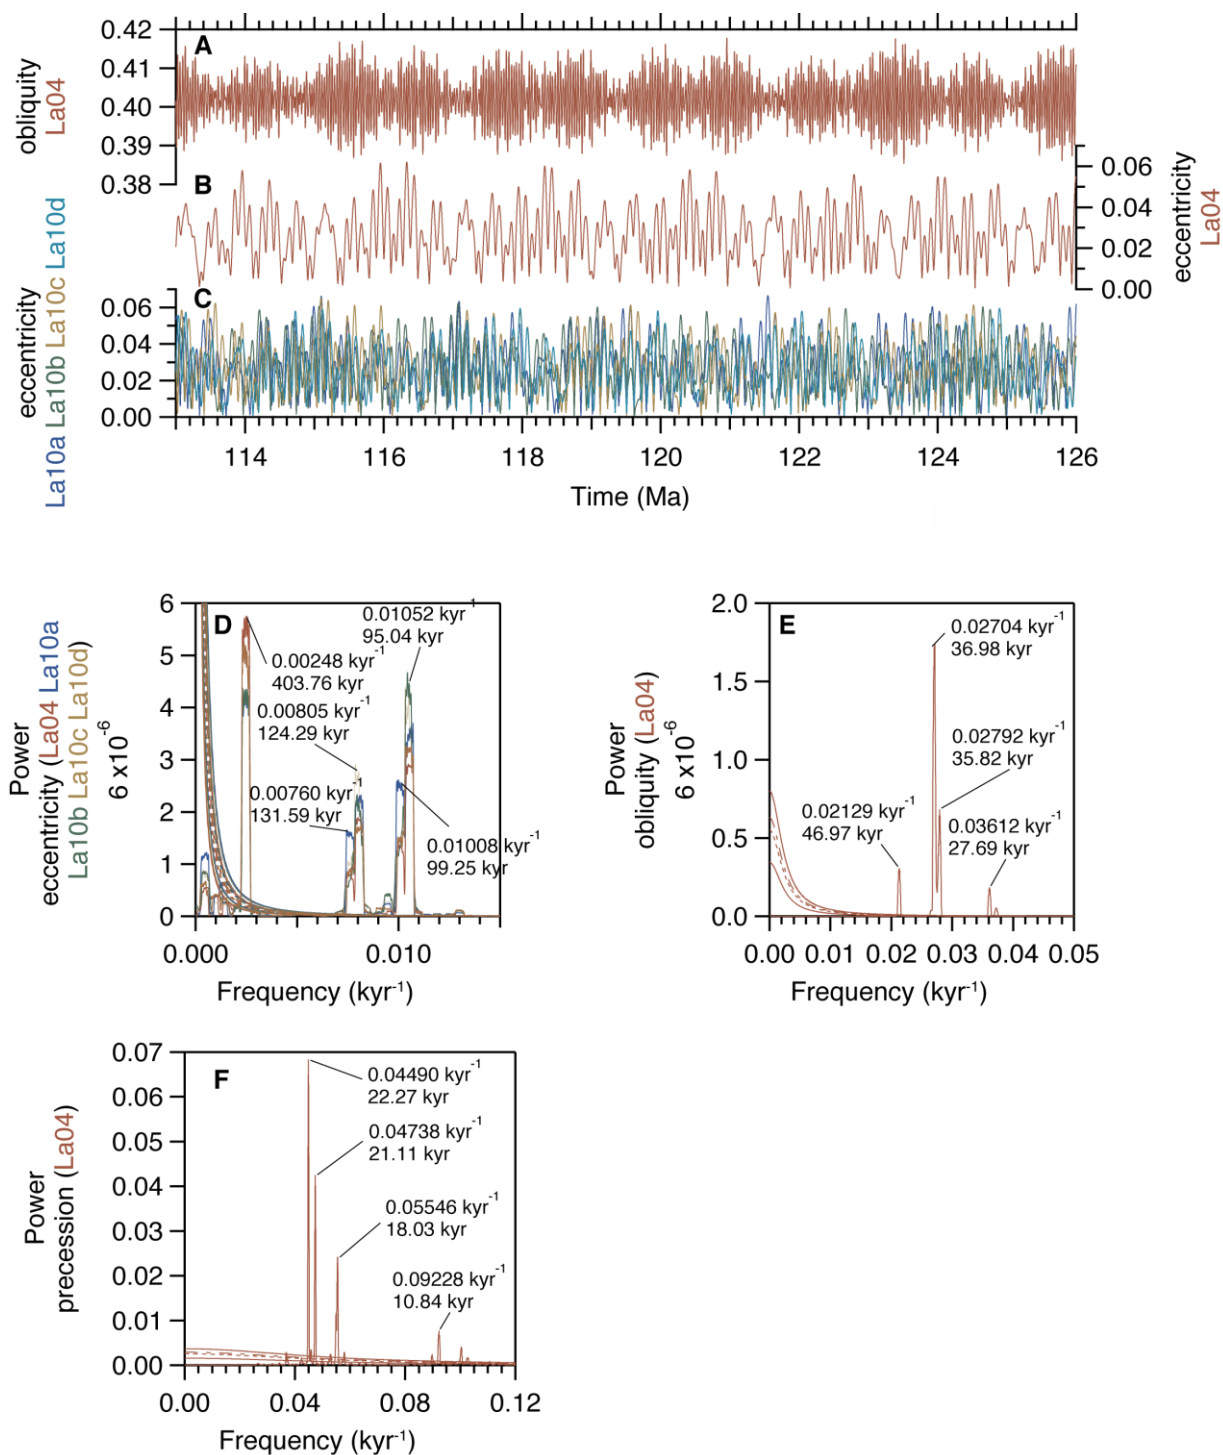 A
0.42
0.41
0.40
0.39
0.38
obliquity
La04
B
0.06
0.04
0.02
0.00
eccentricity
La04
C
0.06
0.04
0.02
0.00
eccentricity
La10a La10b La10c La10d
114 116 118 120 122 124 126
Time (Ma)
D
6
5
4
3
2
1
0
Power
eccentricity (La04 La10a
La10b La10c La10d)
6 x10-6
0.01052 kyr-1
95.04 kyr
0.00248 kyr-1
403.76 kyr
0.00805 kyr-1
124.29 kyr
0.00760 kyr-1
131.59 kyr
0.01008 kyr-1
99.25 kyr
0.000 0.010
Frequency (kyr-1)
E
2.0
1.5
1.0
0.5
0.0
Power
obliquity (La04)
6 x10-6
0.02704 kyr-1
36.98 kyr
0.02792 kyr-1
35.82 kyr
0.02129 kyr-1
46.97 kyr
0.03612 kyr-1
27.69 kyr
0.00 0.01 0.02 0.03 0.04 0.05
Frequency (kyr-1)
F
0.07
0.06
0.05
0.04
0.03
0.02
0.01
0.00
Power
precession (La04)
0.04490 kyr-1
22.27 kyr
0.04738 kyr-1
21.11 kyr
0.05546 kyr-1
18.03 kyr
0.09228 kyr-1
10.84 kyr
0.00 0.04 0.08 0.12
Frequency (kyr-1)